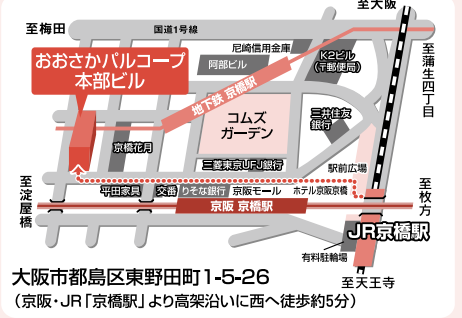 至大阪
至梅田
国道1号線
尼崎信用金庫
K2ビル
(〒郵便局)
阿部ビル
おおさかパルコープ
本部ビル
地下鉄 京橋駅
至蒲生四丁目
コムズ
ガーデン
三井住友
銀行
京橋花月
三菱東京UFJ銀行
駅前広場
至淀屋橋
平田家具
交番
りそな銀行
京阪モール
ホテル京阪京橋
至枚方
京阪 京橋駅
JR京橋駅
有料駐輪場
至天王寺
大阪市都島区東野田町1-5-26
(京阪・JR「京橋駅」より高架沿いに西へ徒歩約5分)